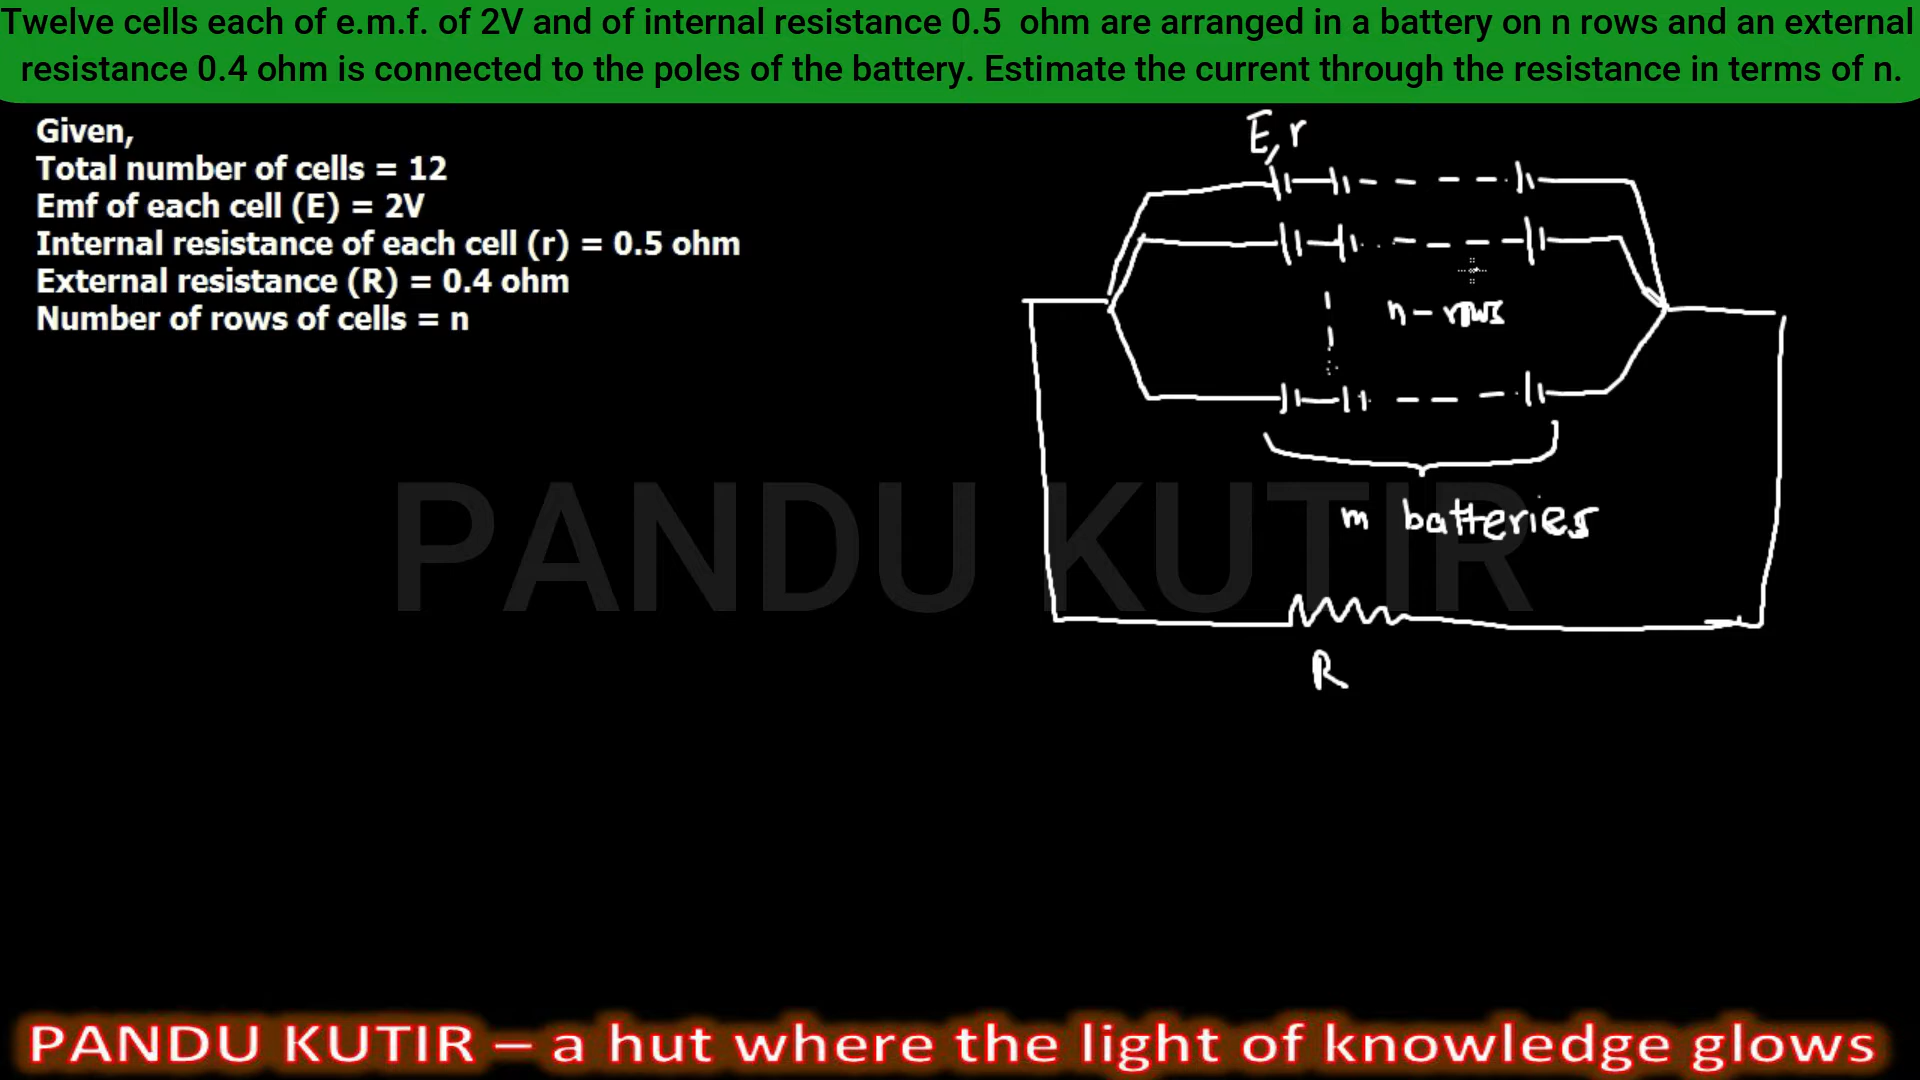 Twelve cells each of e.m.f. of 2V and of internal resistance 0.5 ohm are arranged in a battery on n rows and an external
resistance 0.4 ohm is connected to the poles of the battery. Estimate the current through the resistance in terms of n.
Given,
Total number of cells = 12
Emf of each cell (E) = 2V
Internal resistance of each cell (r) = 0.5 ohm
External resistance (R) = 0.4 ohm
Number of rows of cells = n
E, r
n - rows
m batteries
R
PANDU KUTIR
PANDU KUTIR – a hut where the light of knowledge glows